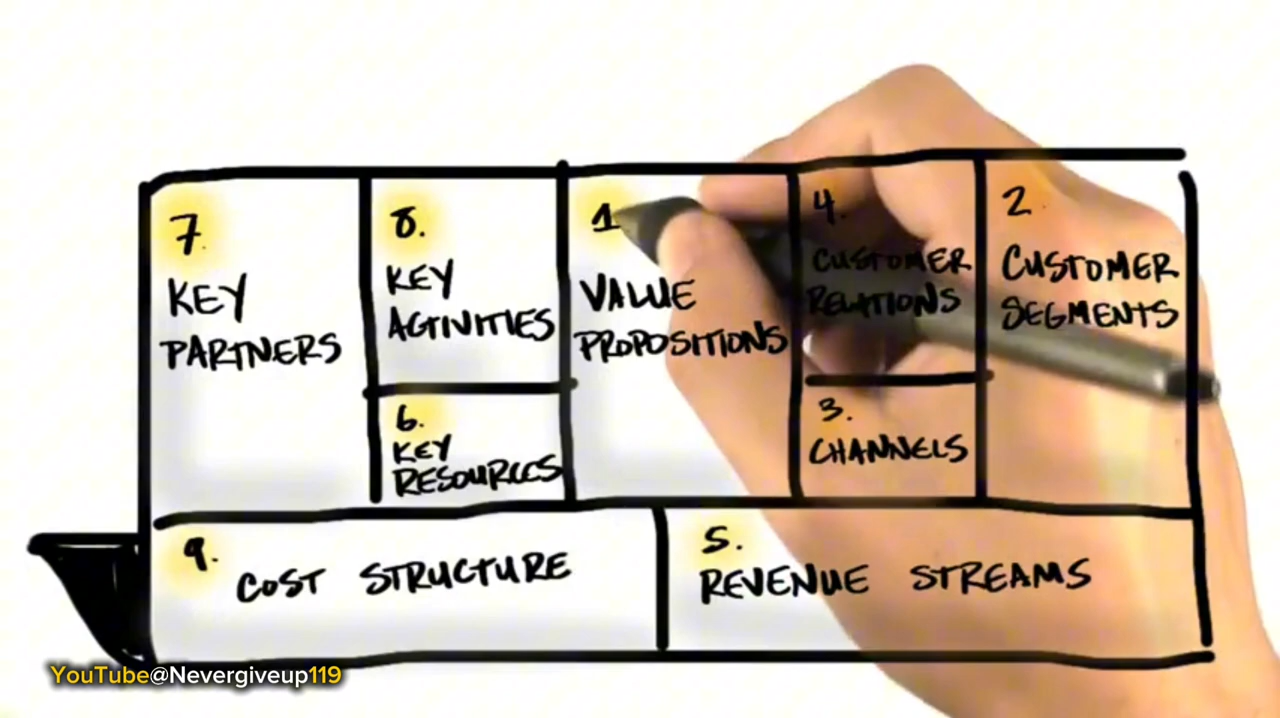 7.
KEY
PARTNERS
8.
KEY
ACTIVITIES
6.
KEY
RESOURCES
1
VALUE
PROPOSITIONS
4.
CUSTOMER
RELATIONS
3.
CHANNELS
2
CUSTOMER
SEGMENTS
9.
COST STRUCTURE
5.
REVENUE STREAMS
YouTube@Nevergiveup119